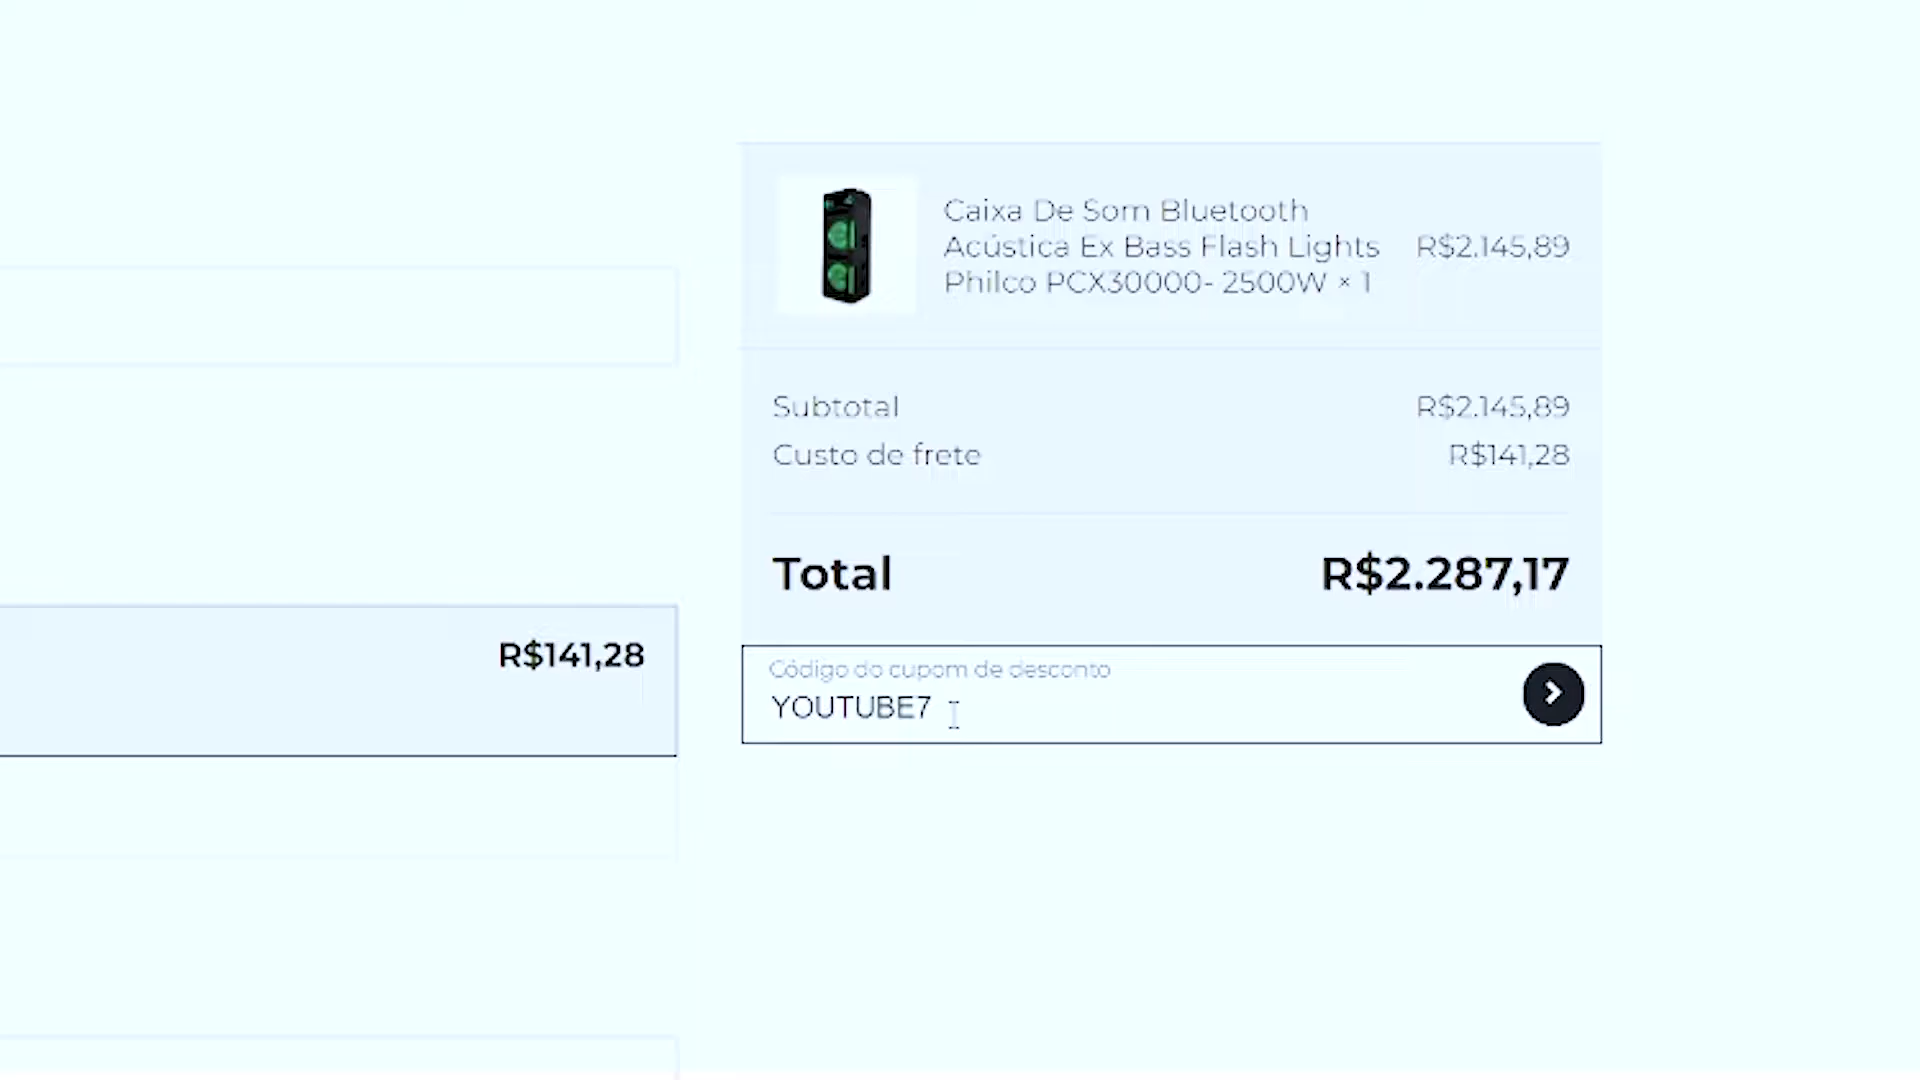 Caixa De Som Bluetooth
Acústica Ex Bass Flash Lights R$2.145,89
Philco PCX30000- 2500W × 1
Subtotal R$2.145,89
Custo de frete R$141,28
Total R$2.287,17
R$141,28
Código do cupom de desconto
YOUTUBE7